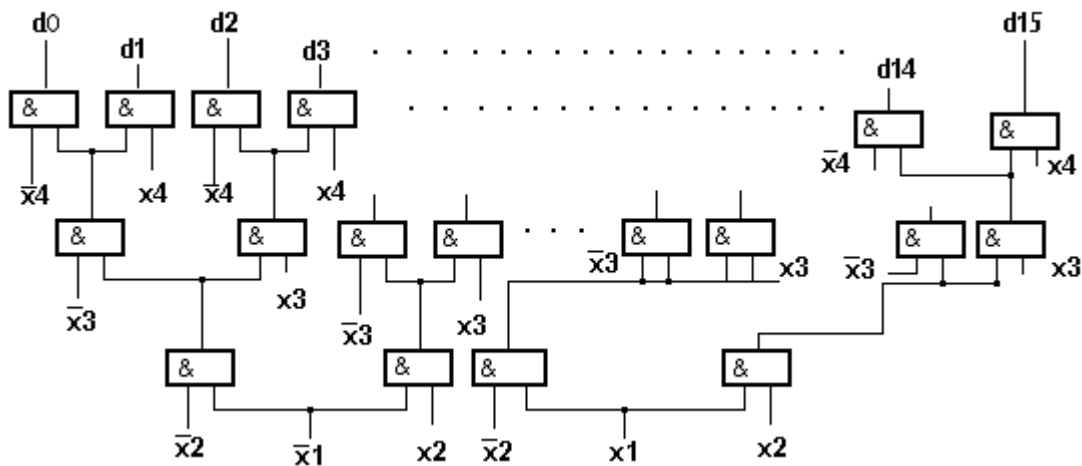 d0 d1 d2 d3 d14 d15
& & & & & &
x̅4 x4 x̅4 x4 x̅4 x4
& & & & & & & &
x̅3 x3 x̅3 x3 x̅3 x3 x̅3 x3
& & & &
x̅2 x̅1 x2 x̅2 x1 x2